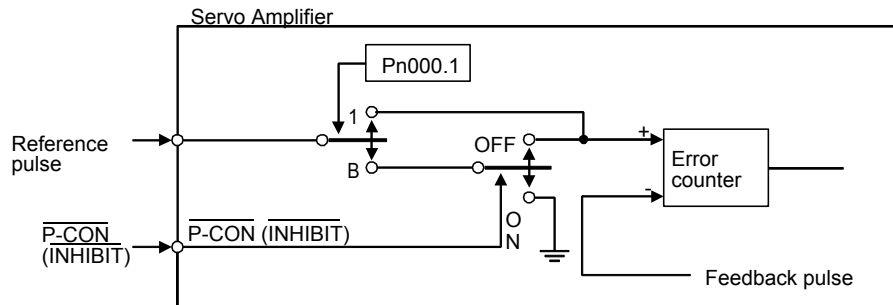 Servo Amplifier
Pn000.1
1
Reference
pulse
OFF
+
B
Error
counter
-
P-CON
(INHIBIT)
P-CON (INHIBIT)
O
N
Feedback pulse